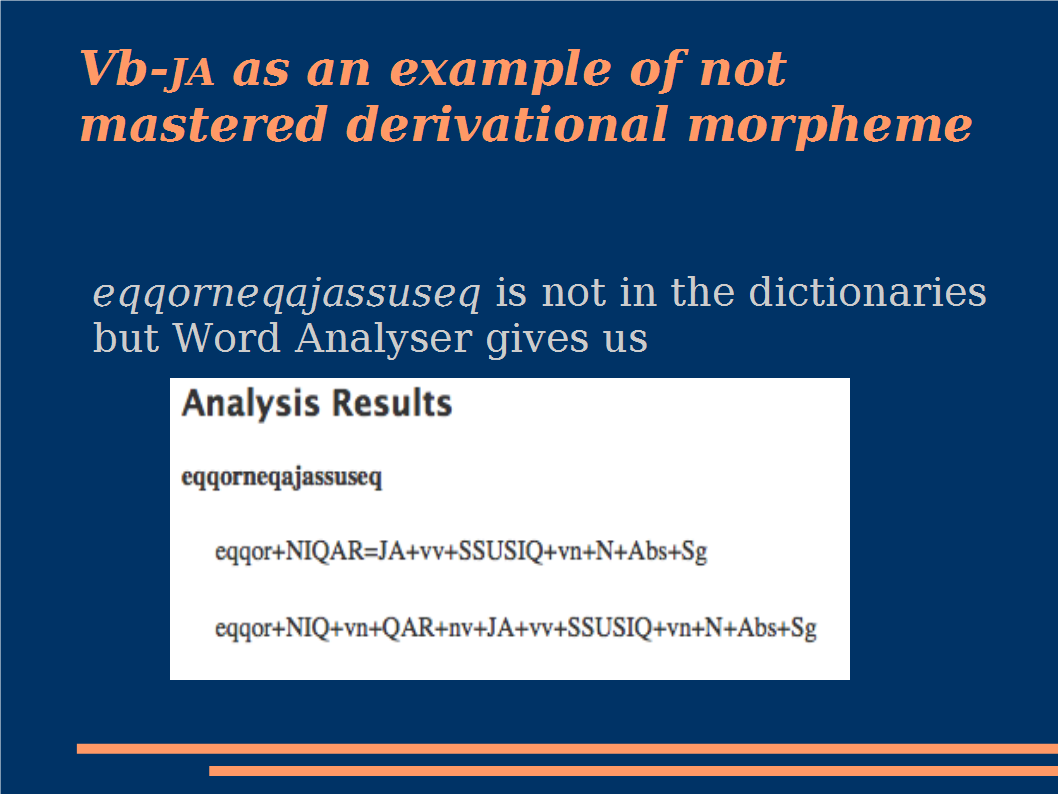 Vb-JA as an example of not
mastered derivational morpheme
eqqorneqajassuseq is not in the dictionaries
but Word Analyser gives us
Analysis Results
eqqorneqajassuseq
eqqor+NIQAR=JA+vv+SSUSIQ+vn+N+Abs+Sg
eqqor+NIQ+vn+QAR+nv+JA+vv+SSUSIQ+vn+N+Abs+Sg